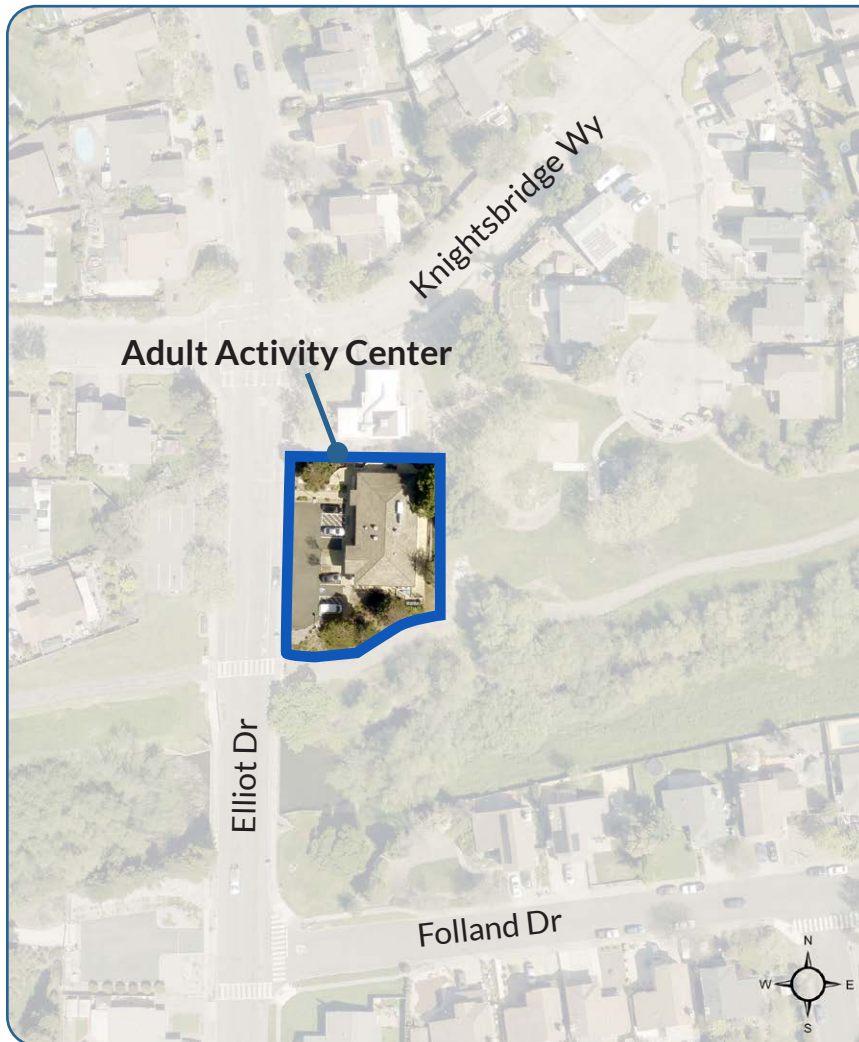 Knightsbridge Wy
Adult Activity Center
Elliot Dr
Folland Dr
N
W
E
S